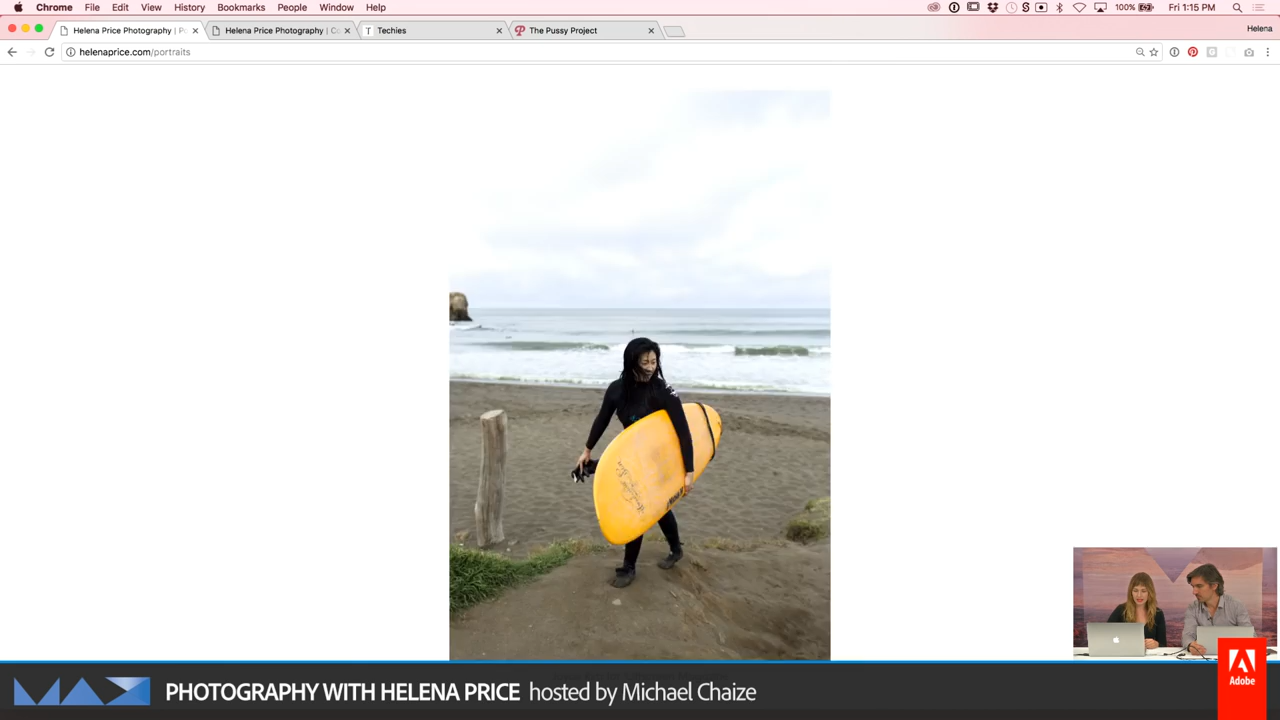 Chrome File Edit View History Bookmarks People Window Help 100% Fri 1:15 PM
Helena Price Photography | P Helena Price Photography | C Techies The Pussy Project Helena
helenaprice.com/portraits
MAX PHOTOGRAPHY WITH HELENA PRICE hosted by Michael Chaize
Adobe